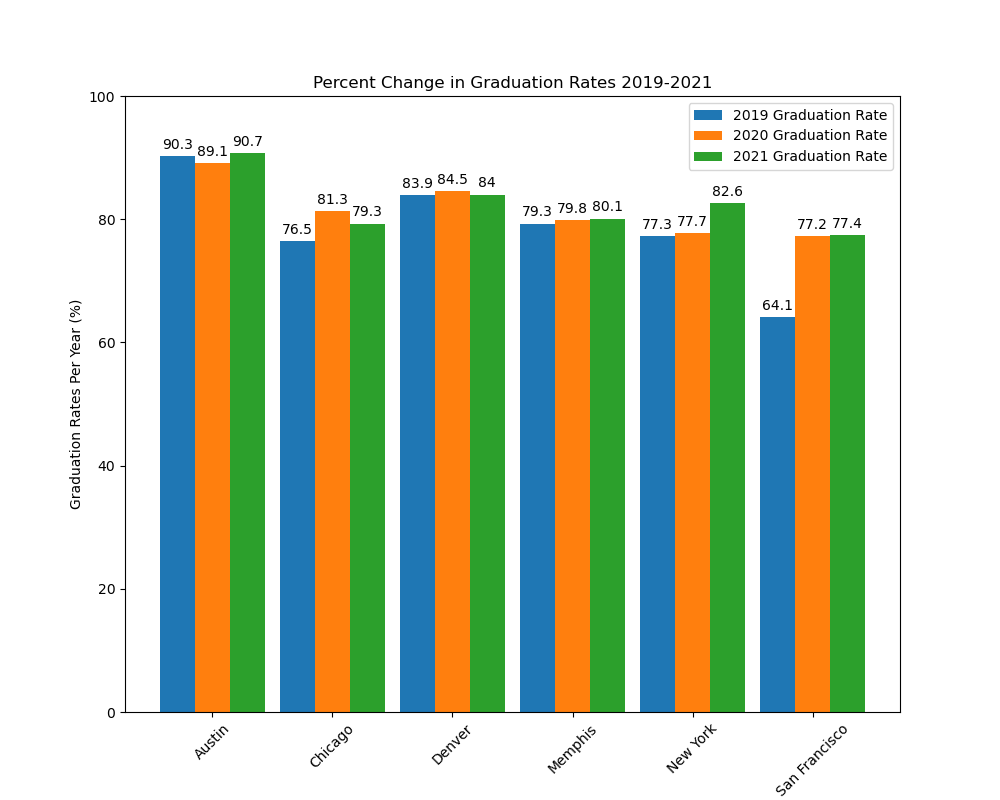 Percent Change in Graduation Rates 2019-2021
Graduation Rates Per Year (%)
100
80
60
40
20
0
2019 Graduation Rate
2020 Graduation Rate
2021 Graduation Rate
90.3 89.1 90.7
76.5 81.3 79.3
83.9 84.5 84
79.3 79.8 80.1
77.3 77.7 82.6
64.1 77.2 77.4
Austin
Chicago
Denver
Memphis
New York
San Francisco